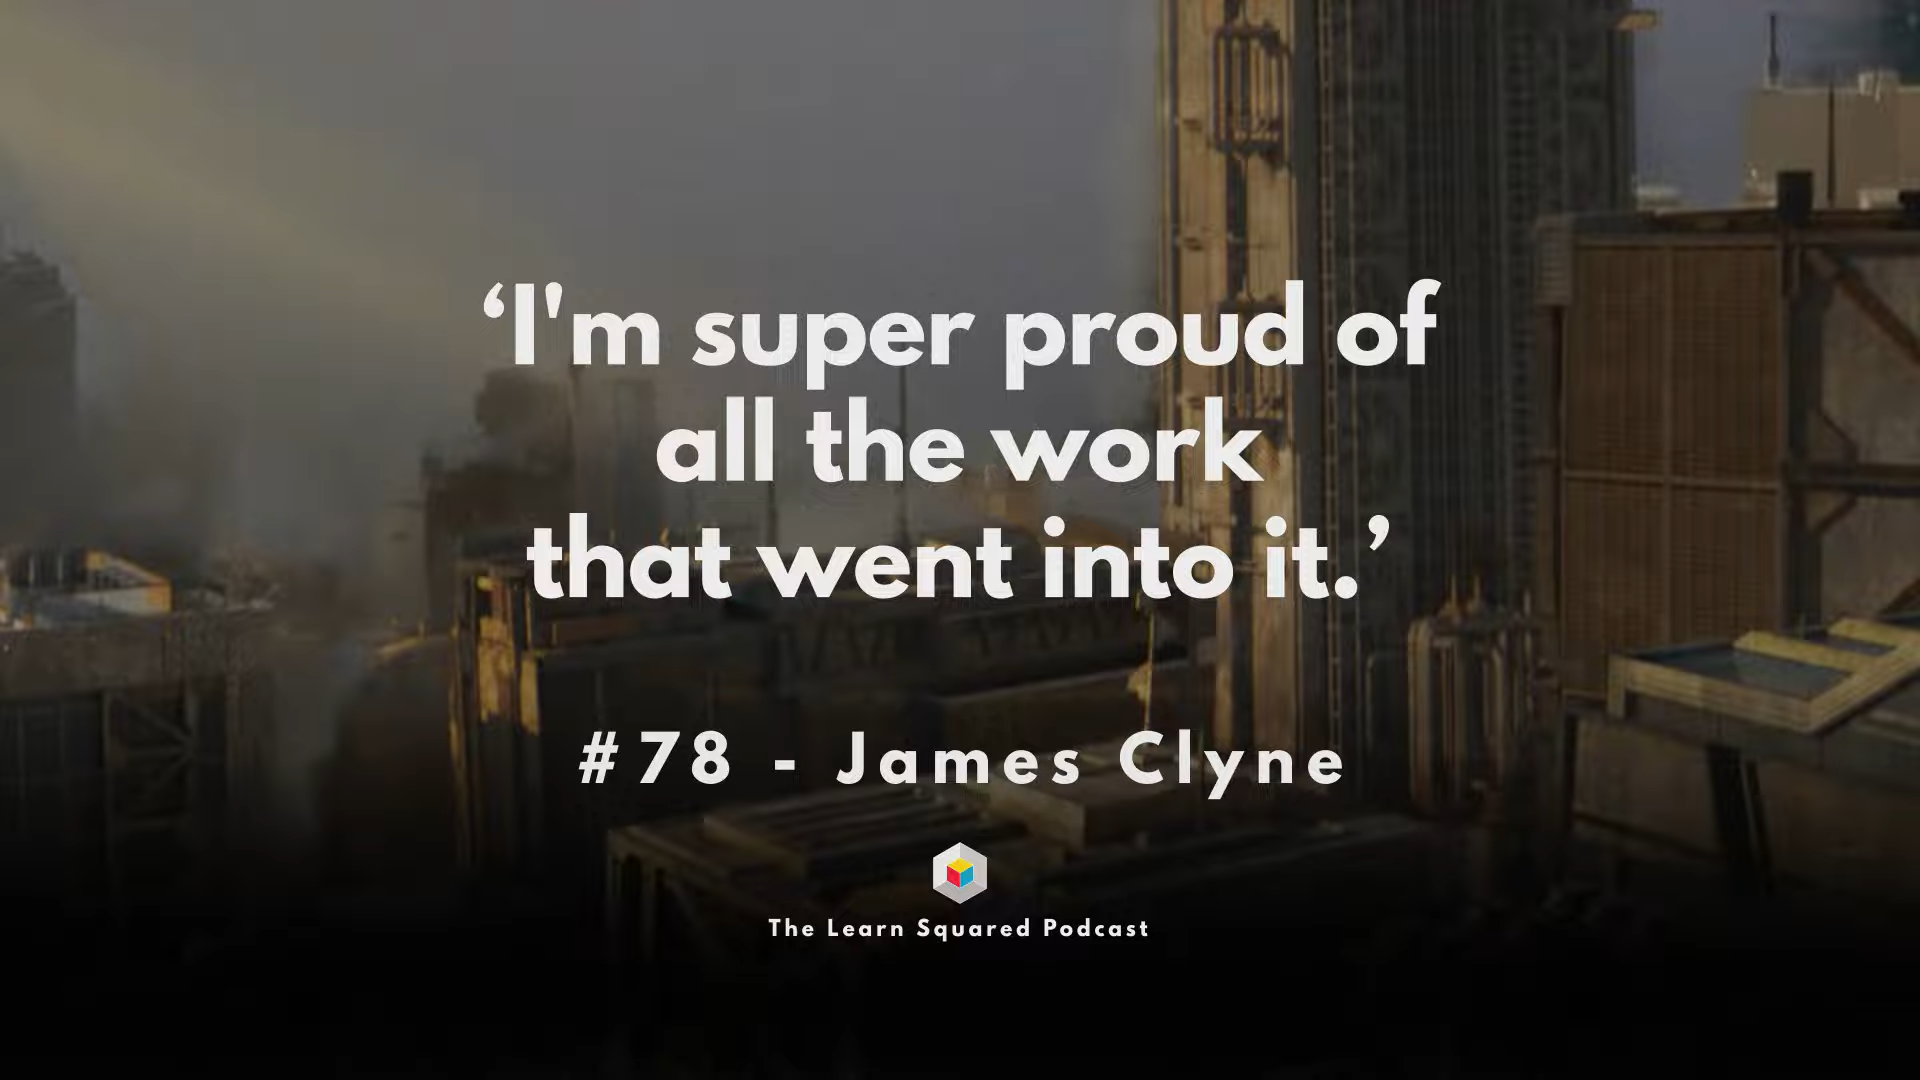 ‘I'm super proud of
all the work
that went into it.’
#78 - James Clyne
The Learn Squared Podcast